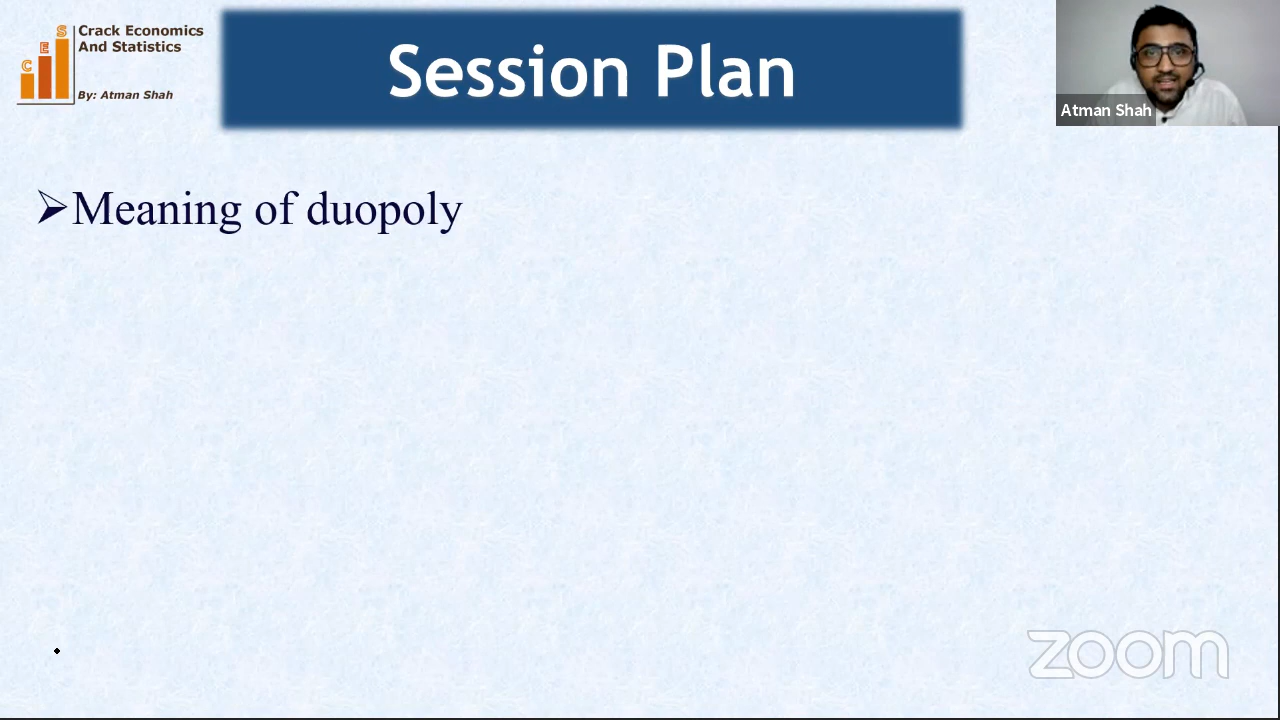 S
E
C
Crack Economics
And Statistics
By: Atman Shah
Session Plan
Atman Shah
➢Meaning of duopoly
zoom